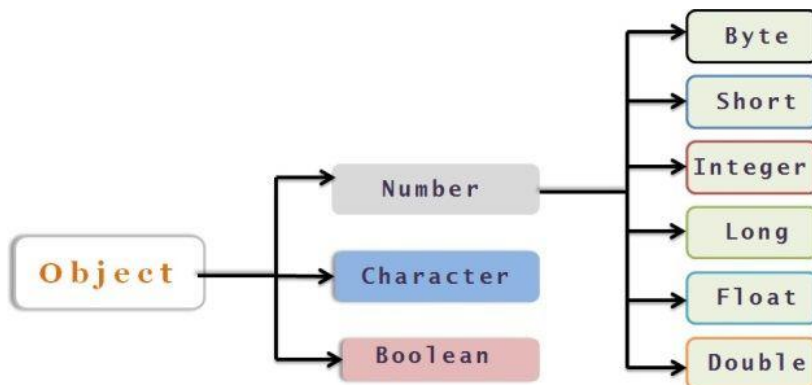 Object
Number
Character
Boolean
Byte
Short
Integer
Long
Float
Double